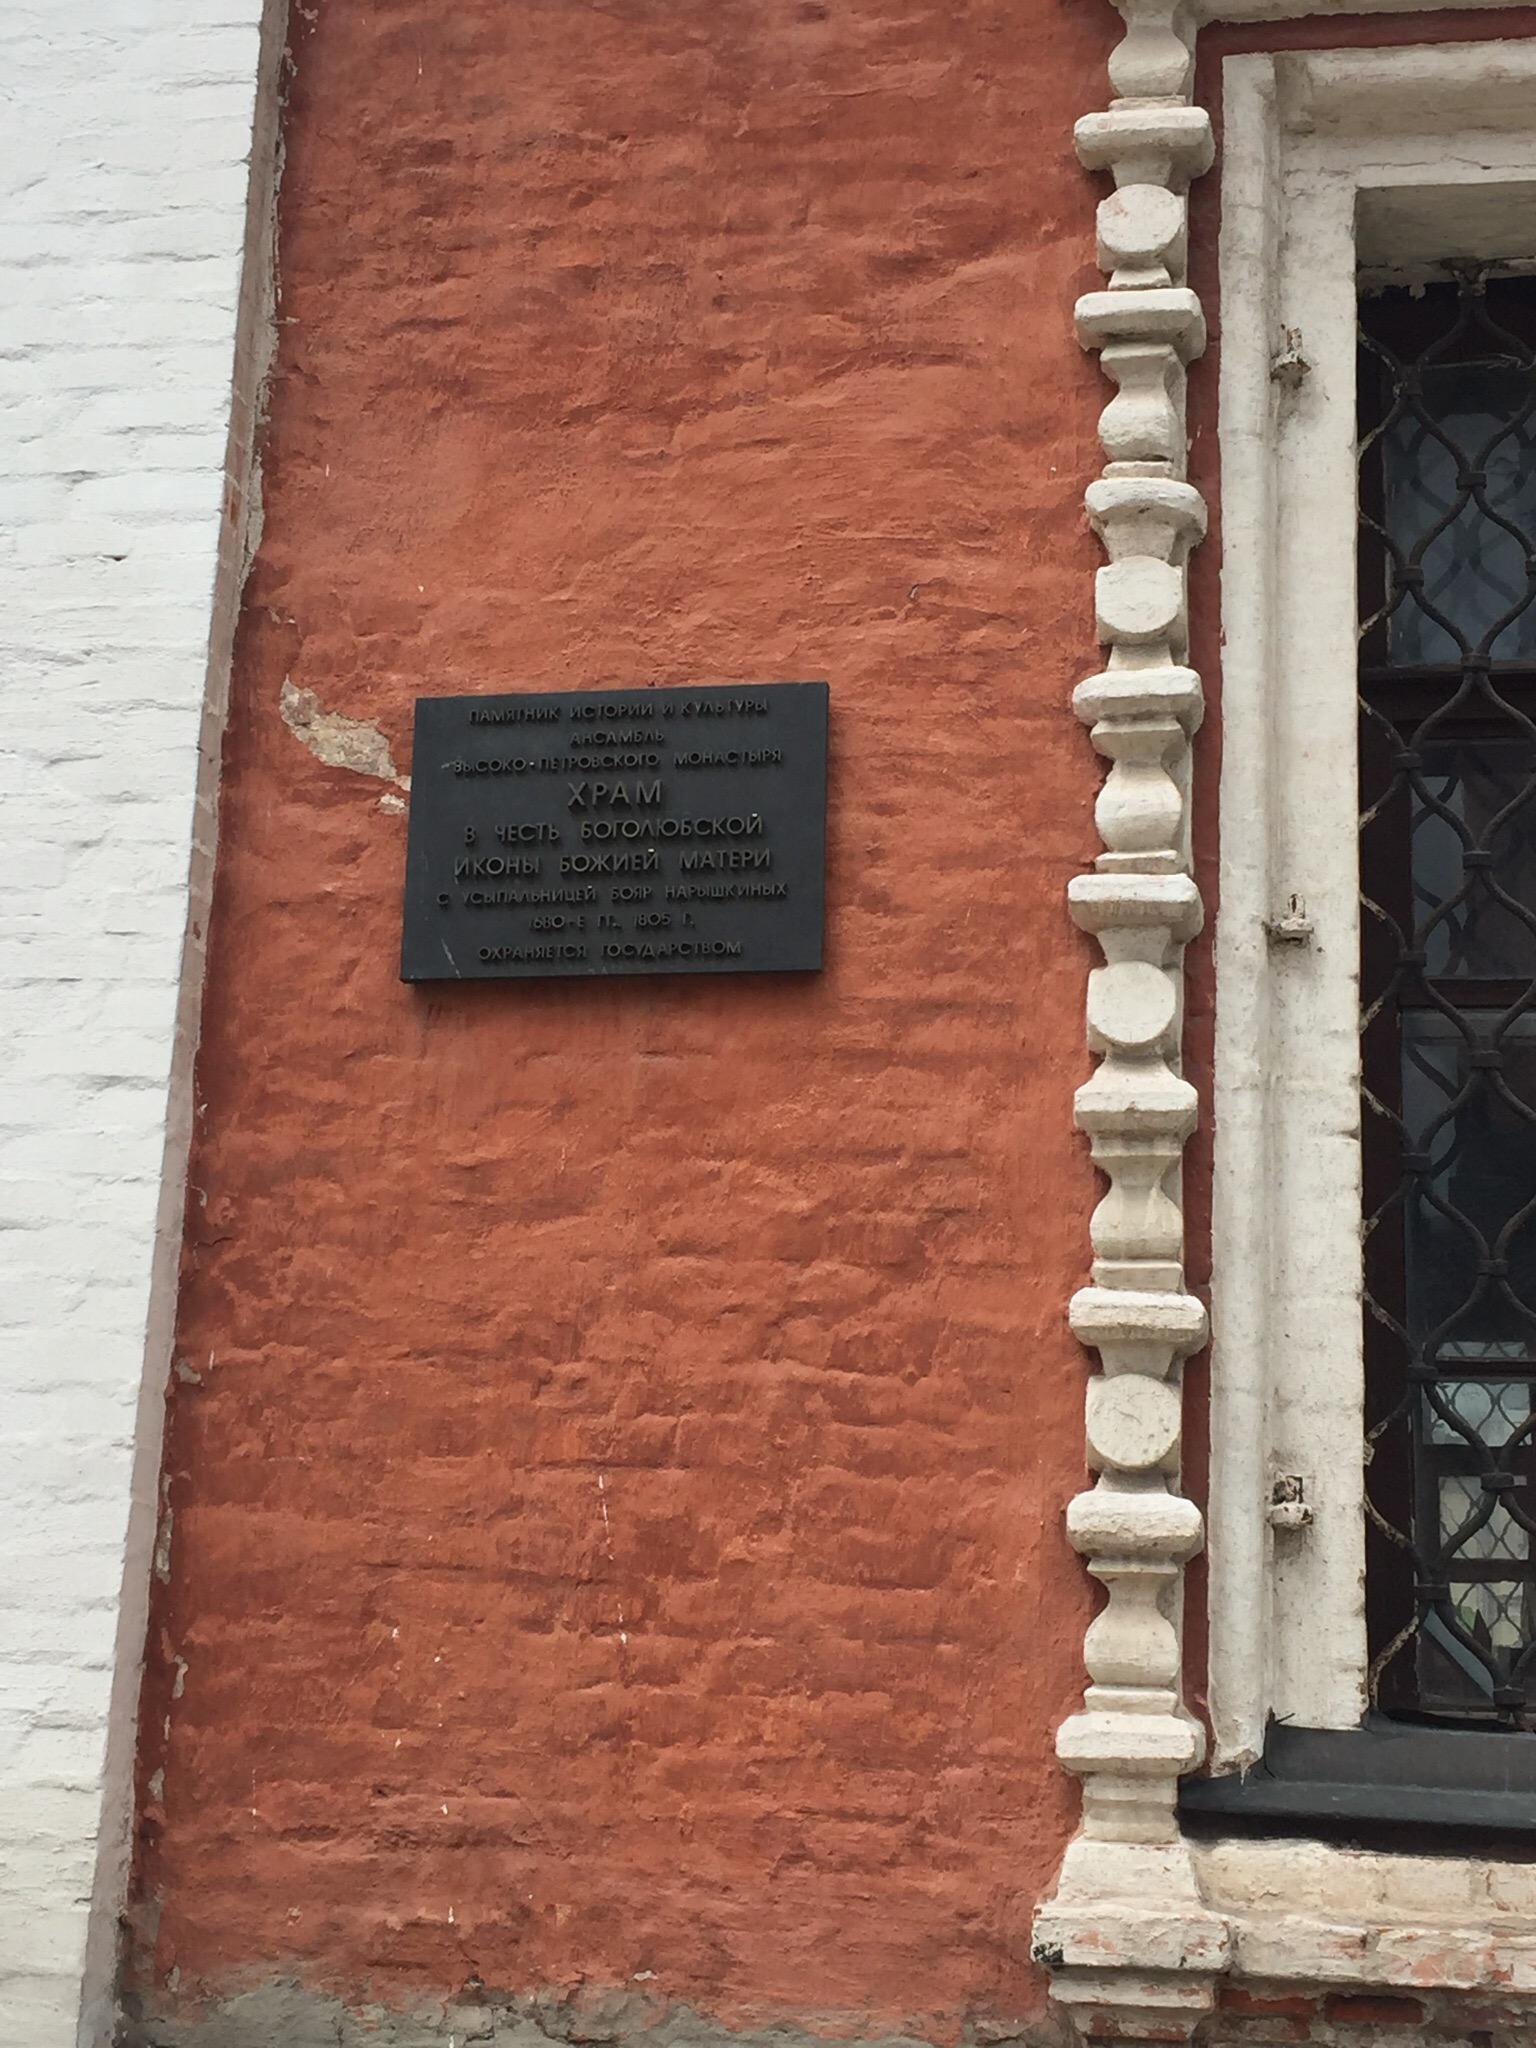 ПАМЯТНИК ИСТОРИИ И КУЛЬТУРЫ
АНСАМБЛЬ
ВЫСОКО-ПЕТРОВСКОГО МОНАСТЫРЯ
ХРАМ
В ЧЕСТЬ БОГОЛЮБСКОЙ
ИКОНЫ БОЖИЕЙ МАТЕРИ
С УСЫПАЛЬНИЦЕЙ БОЯР НАРЫШКИНЫХ
1680-Е ГГ., 1805 Г.
ОХРАНЯЕТСЯ ГОСУДАРСТВОМ